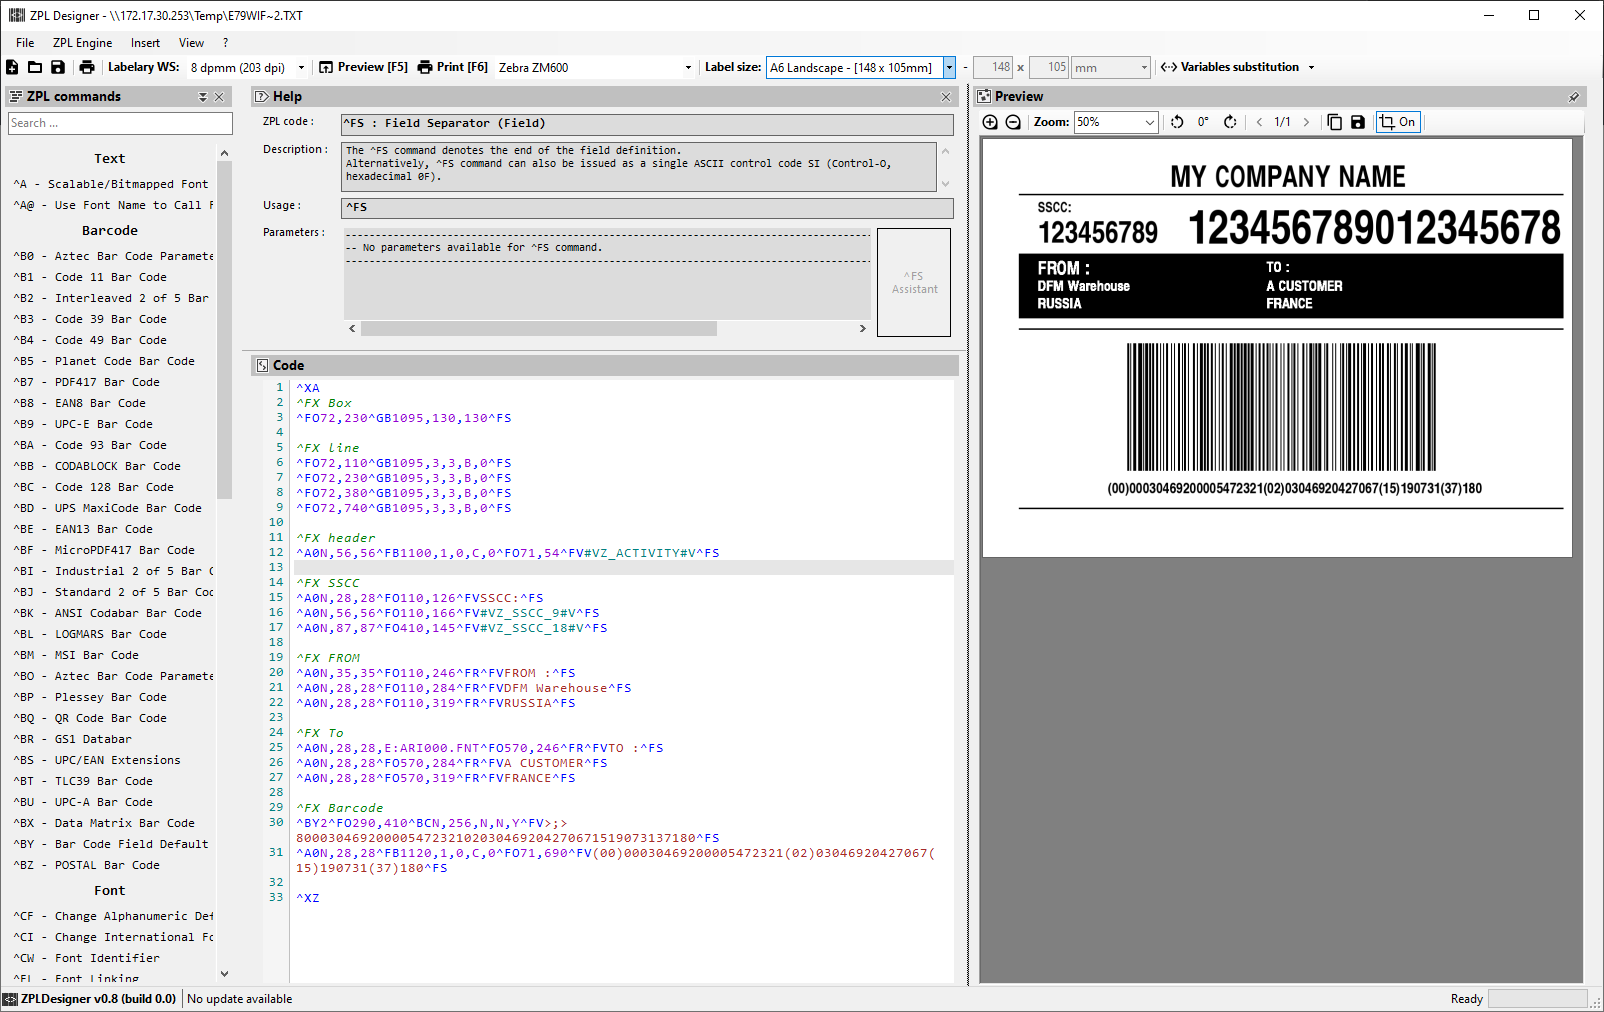 ZPL Designer - \\172.17.30.253\Temp\E79WIF~2.TXT
File ZPL Engine Insert View ?
Labelary WS: 8 dpmm (203 dpi) Preview [F5] Print [F6] Zebra ZM600 Label size: A6 Landscape - [148 x 105mm] - 148 x 105 mm Variables substitution
ZPL commands
Search ...
Text
^A - Scalable/Bitmapped Font
^A@ - Use Font Name to Call F
Barcode
^B0 - Aztec Bar Code Paramete
^B1 - Code 11 Bar Code
^B2 - Interleaved 2 of 5 Bar
^B3 - Code 39 Bar Code
^B4 - Code 49 Bar Code
^B5 - Planet Code Bar Code
^B7 - PDF417 Bar Code
^B8 - EAN8 Bar Code
^B9 - UPC-E Bar Code
^BA - Code 93 Bar Code
^BB - CODABLOCK Bar Code
^BC - Code 128 Bar Code
^BD - UPS MaxiCode Bar Code
^BE - EAN13 Bar Code
^BF - MicroPDF417 Bar Code
^BI - Industrial 2 of 5 Bar C
^BJ - Standard 2 of 5 Bar Cod
^BK - ANSI Codabar Bar Code
^BL - LOGMARS Bar Code
^BM - MSI Bar Code
^BO - Aztec Bar Code Paramete
^BP - Plessey Bar Code
^BQ - QR Code Bar Code
^BR - GS1 Databar
^BS - UPC/EAN Extensions
^BT - TLC39 Bar Code
^BU - UPC-A Bar Code
^BX - Data Matrix Bar Code
^BY - Bar Code Field Default
^BZ - POSTAL Bar Code
Font
^CF - Change Alphanumeric Def
^CI - Change International Fo
^CW - Font Identifier
^FL - Font Linking
Help
ZPL code : ^FS : Field Separator (Field)
Description : The ^FS command denotes the end of the field definition.
Alternatively, ^FS command can also be issued as a single ASCII control code SI (Control-O,
hexadecimal 0F).
Usage : ^FS
Parameters :
-- No parameters available for ^FS command.
^FS
Assistant
Code
1 ^XA
2 ^FX Box
3 ^FO72,230^GB1095,130,130^FS
4
5 ^FX line
6 ^FO72,110^GB1095,3,3,B,0^FS
7 ^FO72,230^GB1095,3,3,B,0^FS
8 ^FO72,380^GB1095,3,3,B,0^FS
9 ^FO72,740^GB1095,3,3,B,0^FS
10
11 ^FX header
12 ^A0N,56,56^FB1100,1,0,C,0^FO71,54^FV#VZ_ACTIVITY#V^FS
13
14 ^FX SSCC
15 ^A0N,28,28^FO110,126^FVSSCC:^FS
16 ^A0N,56,56^FO110,166^FV#VZ_SSCC_9#V^FS
17 ^A0N,87,87^FO410,145^FV#VZ_SSCC_18#V^FS
18
19 ^FX FROM
20 ^A0N,35,35^FO110,246^FR^FVFROM :^FS
21 ^A0N,28,28^FO110,284^FR^FVDFM Warehouse^FS
22 ^A0N,28,28^FO110,319^FR^FVRUSSIA^FS
23
24 ^FX To
25 ^A0N,28,28,E:ARI000.FNT^FO570,246^FR^FVTO :^FS
26 ^A0N,28,28^FO570,284^FR^FVA CUSTOMER^FS
27 ^A0N,28,28^FO570,319^FR^FVFRANCE^FS
28
29 ^FX Barcode
30 ^BY2^FO290,410^BCN,256,N,N,Y^FV>;>
80003046920000547232102030469204270671519073137180^FS
31 ^A0N,28,28^FB1120,1,0,C,0^FO71,690^FV(00)00030469200005472321(02)03046920427067(
15)190731(37)180^FS
32
33 ^XZ
Preview
Zoom: 50% 0° 1/1 On
MY COMPANY NAME
SSCC:
123456789 123456789012345678
FROM : TO :
DFM Warehouse A CUSTOMER
RUSSIA FRANCE
(00)00030469200005472321(02)03046920427067(15)190731(37)180
ZPLDesigner v0.8 (build 0.0) No update available Ready